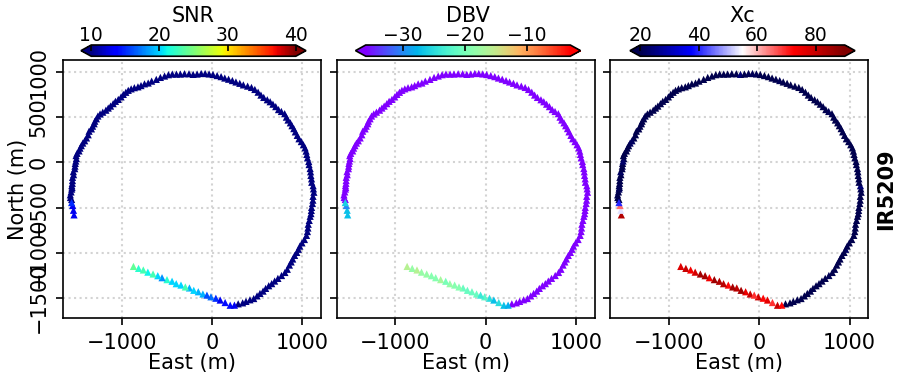 SNR DBV Xc
10 20 30 40 −30 −20 −10 20 40 60 80
North (m)
1000
500
0
−500
−1000
−1500
−1000 0 1000 −1000 0 1000 −1000 0 1000
East (m) East (m) East (m)
IR5209